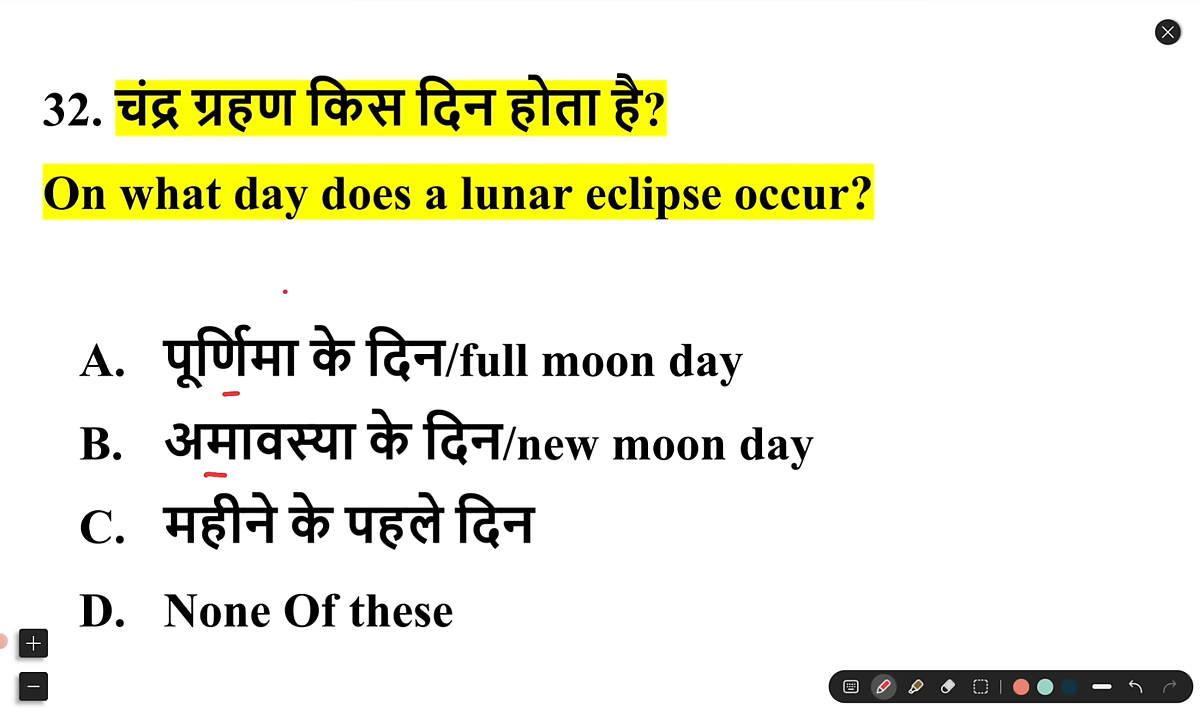 32. चंद्र ग्रहण किस दिन होता है?
On what day does a lunar eclipse occur?
A. पूर्णिमा के दिन/full moon day
B. अमावस्या के दिन/new moon day
C. महीने के पहले दिन
D. None Of these